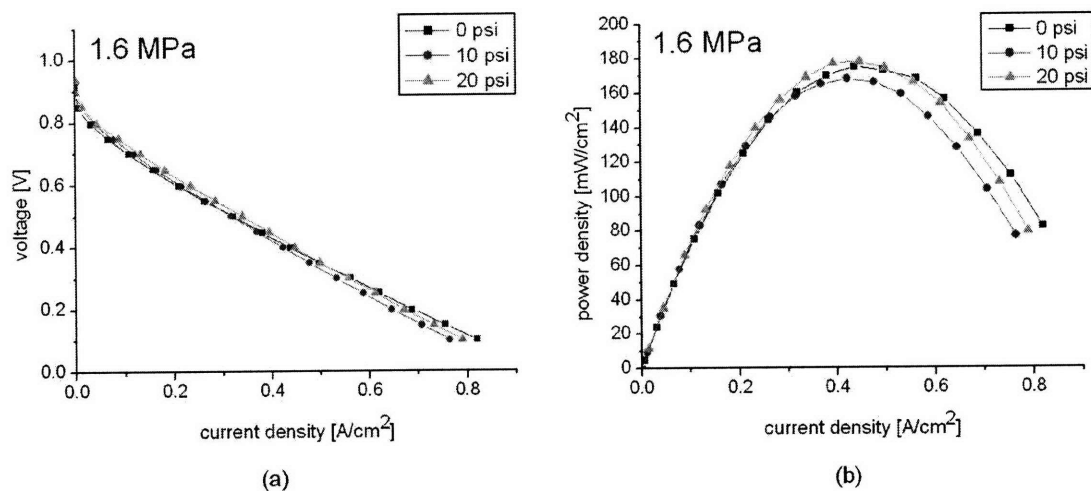 1.6 MPa
0 psi
10 psi
20 psi
1.0
0.8
0.6
0.4
0.2
0.0
voltage [V]
0.0 0.2 0.4 0.6 0.8
current density [A/cm²]
(a)
1.6 MPa
0 psi
10 psi
20 psi
200
180
160
140
120
100
80
60
40
20
0
power density [mW/cm²]
0.0 0.2 0.4 0.6 0.8
current density [A/cm²]
(b)